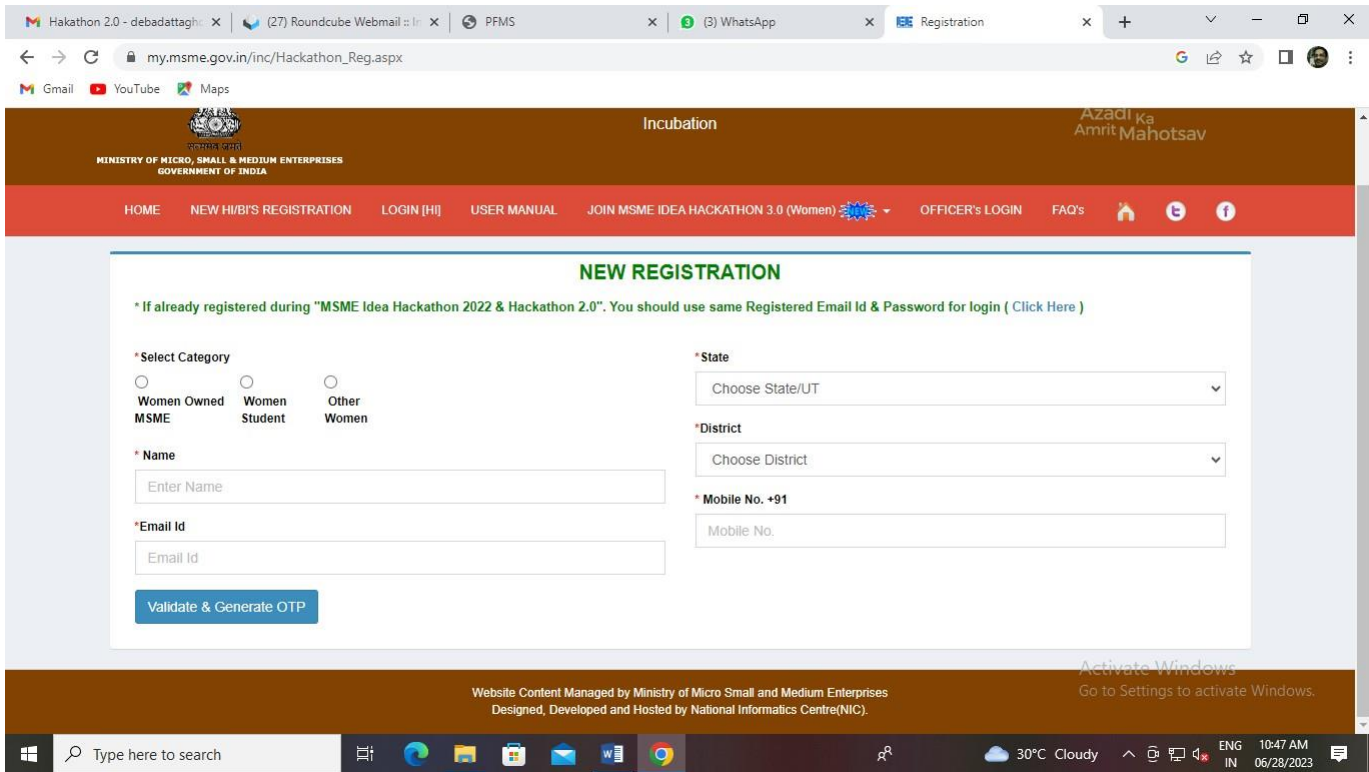 Hakathon 2.0 - debadattagho
(27) Roundcube Webmail :: In
PFMS
(3) WhatsApp
Registration
my.msme.gov.in/inc/Hackathon_Reg.aspx
Gmail
YouTube
Maps
सत्यमेव जयते
MINISTRY OF MICRO, SMALL & MEDIUM ENTERPRISES
GOVERNMENT OF INDIA
Incubation
Azadi Ka
Amrit Mahotsav
HOME NEW HI/BI'S REGISTRATION LOGIN [HI] USER MANUAL JOIN MSME IDEA HACKATHON 3.0 (Women) OFFICER's LOGIN FAQ's
NEW REGISTRATION
* If already registered during "MSME Idea Hackathon 2022 & Hackathon 2.0". You should use same Registered Email Id & Password for login ( Click Here )
*Select Category
Women Owned MSME
Women Student
Other Women
* Name
Enter Name
*Email Id
Email Id
Validate & Generate OTP
*State
Choose State/UT
*District
Choose District
* Mobile No. +91
Mobile No.
Activate Windows
Go to Settings to activate Windows.
Website Content Managed by Ministry of Micro Small and Medium Enterprises
Designed, Developed and Hosted by National Informatics Centre(NIC).
Type here to search
30°C Cloudy
ENG
IN
10:47 AM
06/28/2023